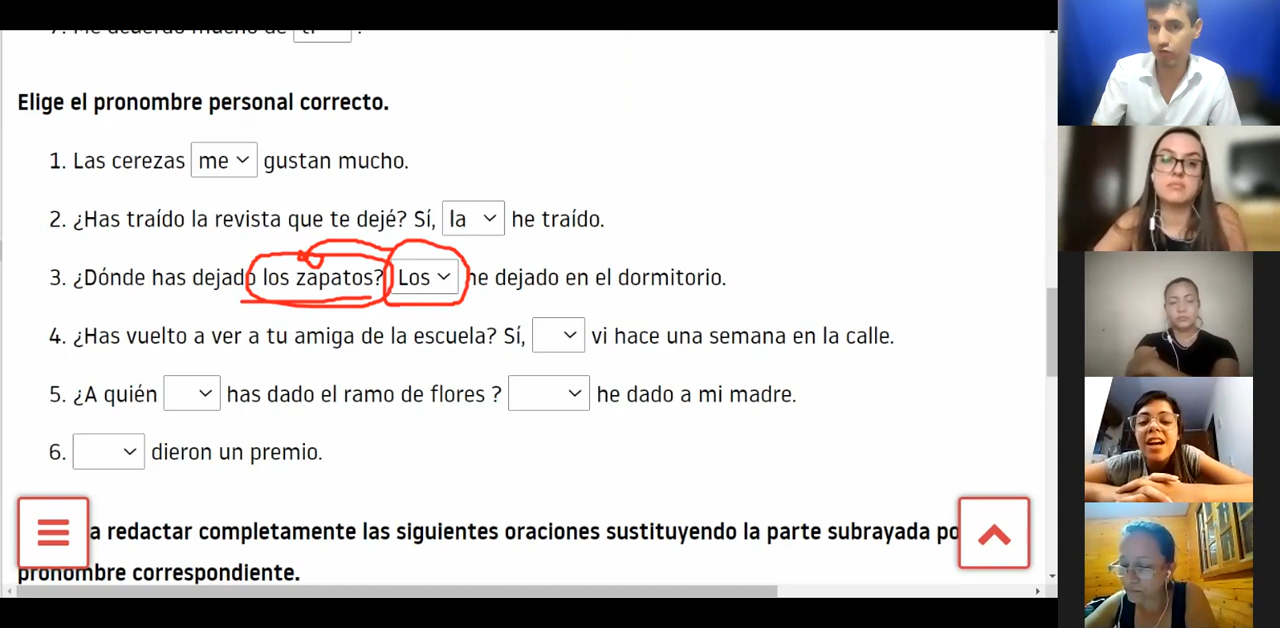 Elige el pronombre personal correcto.
1. Las cerezas me gustan mucho.
2. ¿Has traído la revista que te dejé? Sí, la he traído.
3. ¿Dónde has dejado los zapatos? Los he dejado en el dormitorio.
4. ¿Has vuelto a ver a tu amiga de la escuela? Sí, vi hace una semana en la calle.
5. ¿A quién has dado el ramo de flores ? he dado a mi madre.
6. dieron un premio.
a redactar completamente las siguientes oraciones sustituyendo la parte subrayada po
pronombre correspondiente.